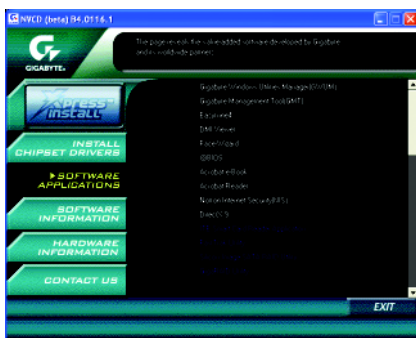 NVCD (beta) B4.0116.1
GIGABYTE
The page reveals the value added software developed by Gigabyte
and its worldwide partner.
Xpress
INSTALL
INSTALL
CHIPSET DRIVERS
SOFTWARE
APPLICATIONS
SOFTWARE
INFORMATION
HARDWARE
INFORMATION
CONTACT US
Gigabyte Windows Utilities Manager(GWUM)
Gigabyte Management Tool(GMT)
EasyTune4
DMI Viewer
Face-Wizard
@BIOS
Acrobat e-Book
Acrobat Reader
Norton Internet Security(NIS)
DirectX 9
EXIT